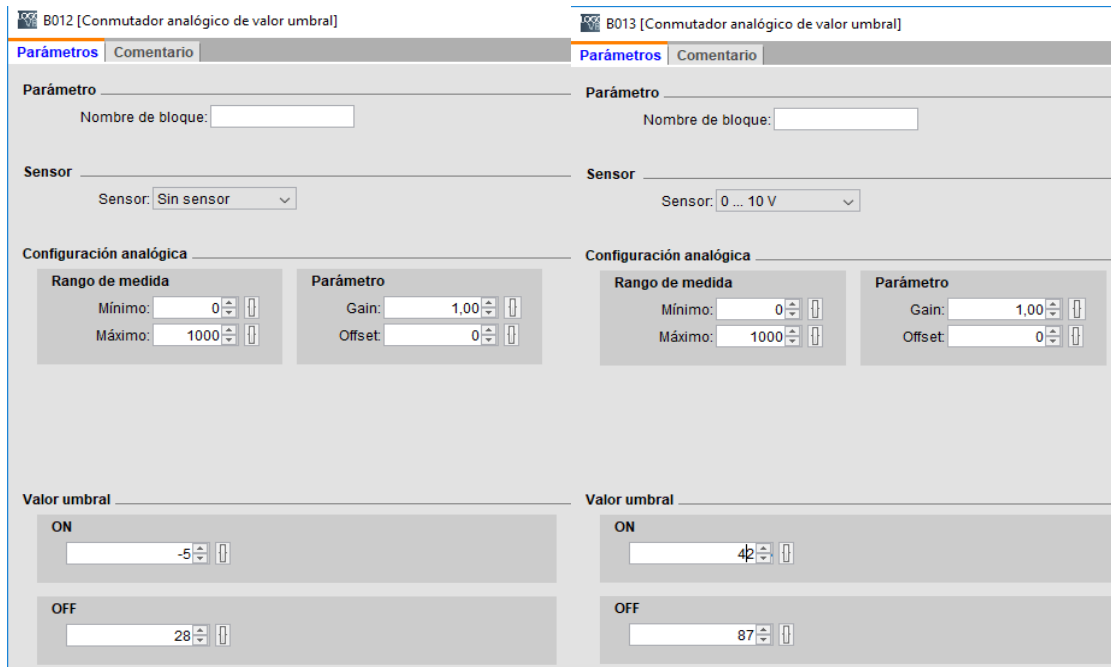 B012 [Conmutador analógico de valor umbral]
Parámetros Comentario
Parámetro
Nombre de bloque:
Sensor
Sensor: Sin sensor
Configuración analógica
Rango de medida
Mínimo: 0
Máximo: 1000
Parámetro
Gain: 1,00
Offset: 0
Valor umbral
ON
-5
OFF
28
B013 [Conmutador analógico de valor umbral]
Parámetros Comentario
Parámetro
Nombre de bloque:
Sensor
Sensor: 0 ... 10 V
Configuración analógica
Rango de medida
Mínimo: 0
Máximo: 1000
Parámetro
Gain: 1,00
Offset: 0
Valor umbral
ON
42
OFF
87